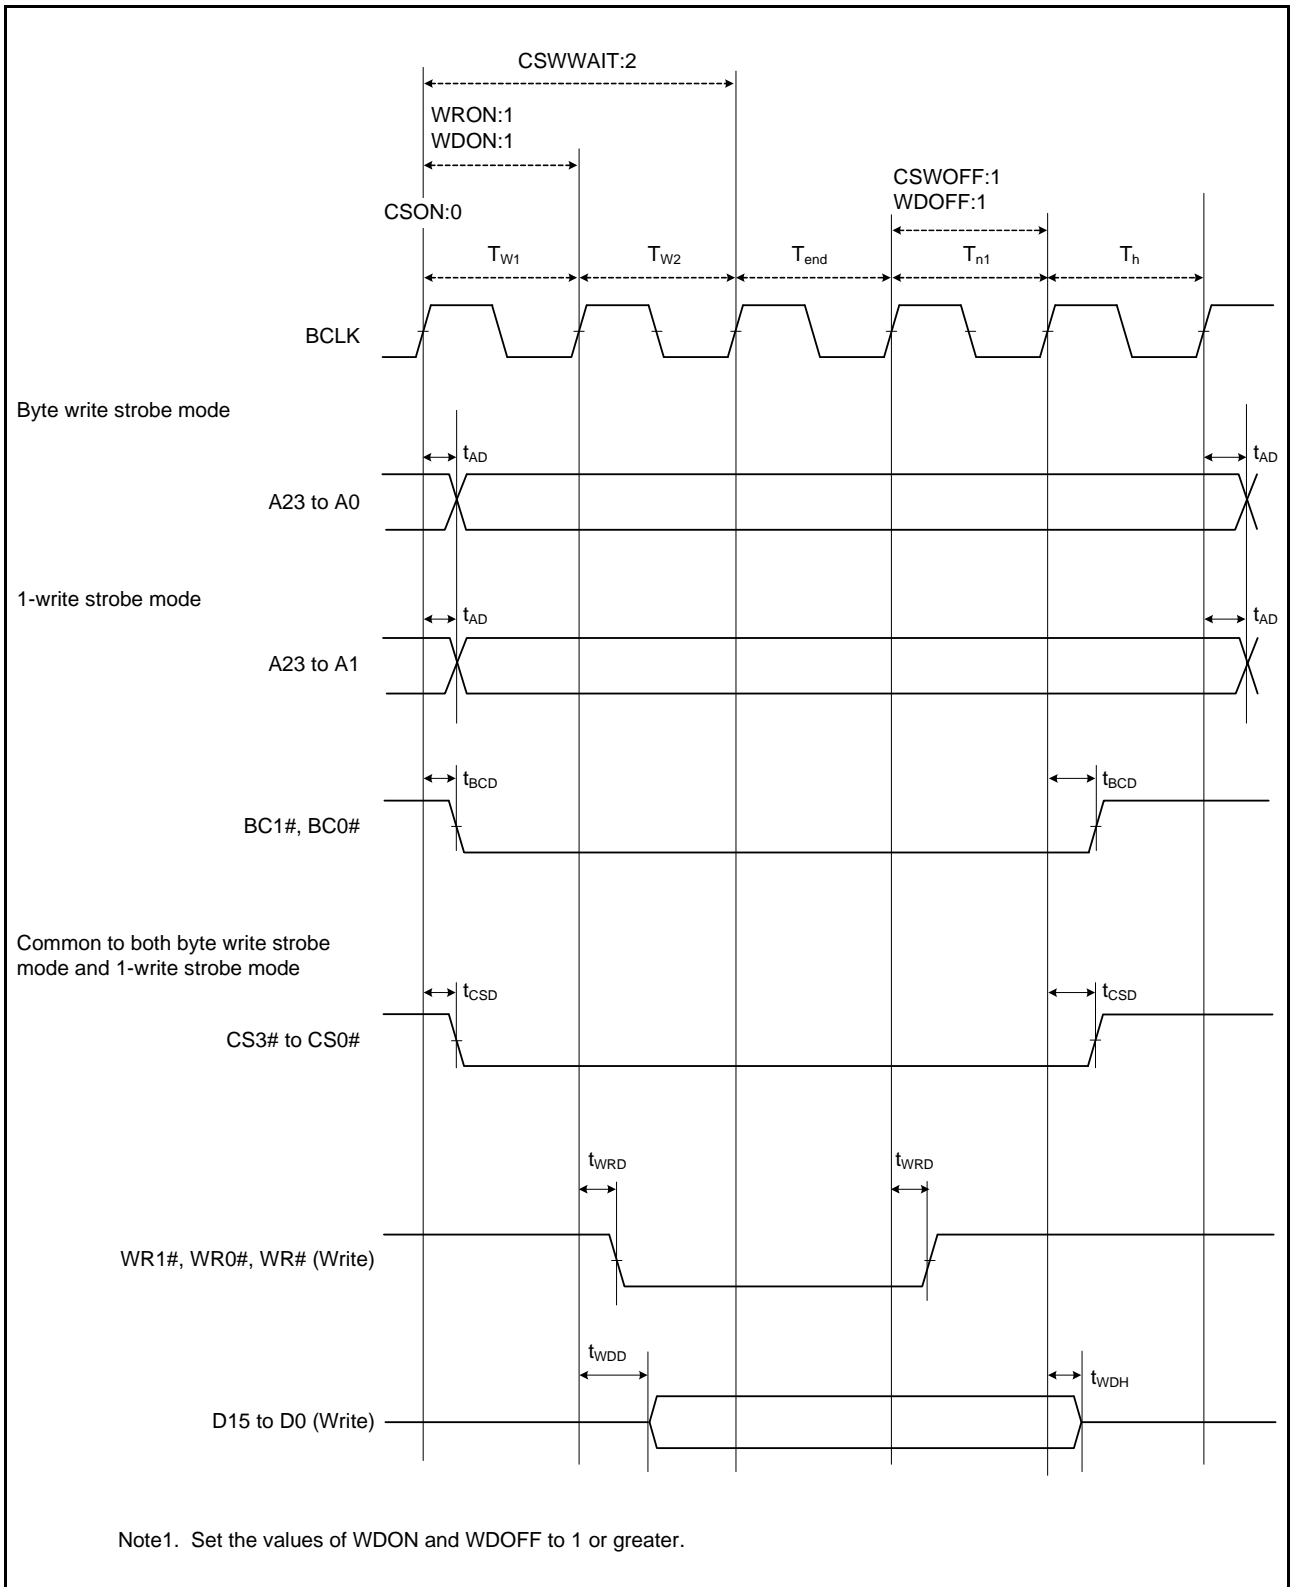 CSWWAIT:2
WRON:1
WDON:1
CSWOFF:1
WDOFF:1
CSON:0
TW1
TW2
Tend
Tn1
Th
BCLK
Byte write strobe mode
tAD
tAD
A23 to A0
1-write strobe mode
tAD
tAD
A23 to A1
tBCD
tBCD
BC1#, BC0#
Common to both byte write strobe
mode and 1-write strobe mode
tCSD
tCSD
CS3# to CS0#
tWRD
tWRD
WR1#, WR0#, WR# (Write)
tWDD
tWDH
D15 to D0 (Write)
Note1. Set the values of WDON and WDOFF to 1 or greater.